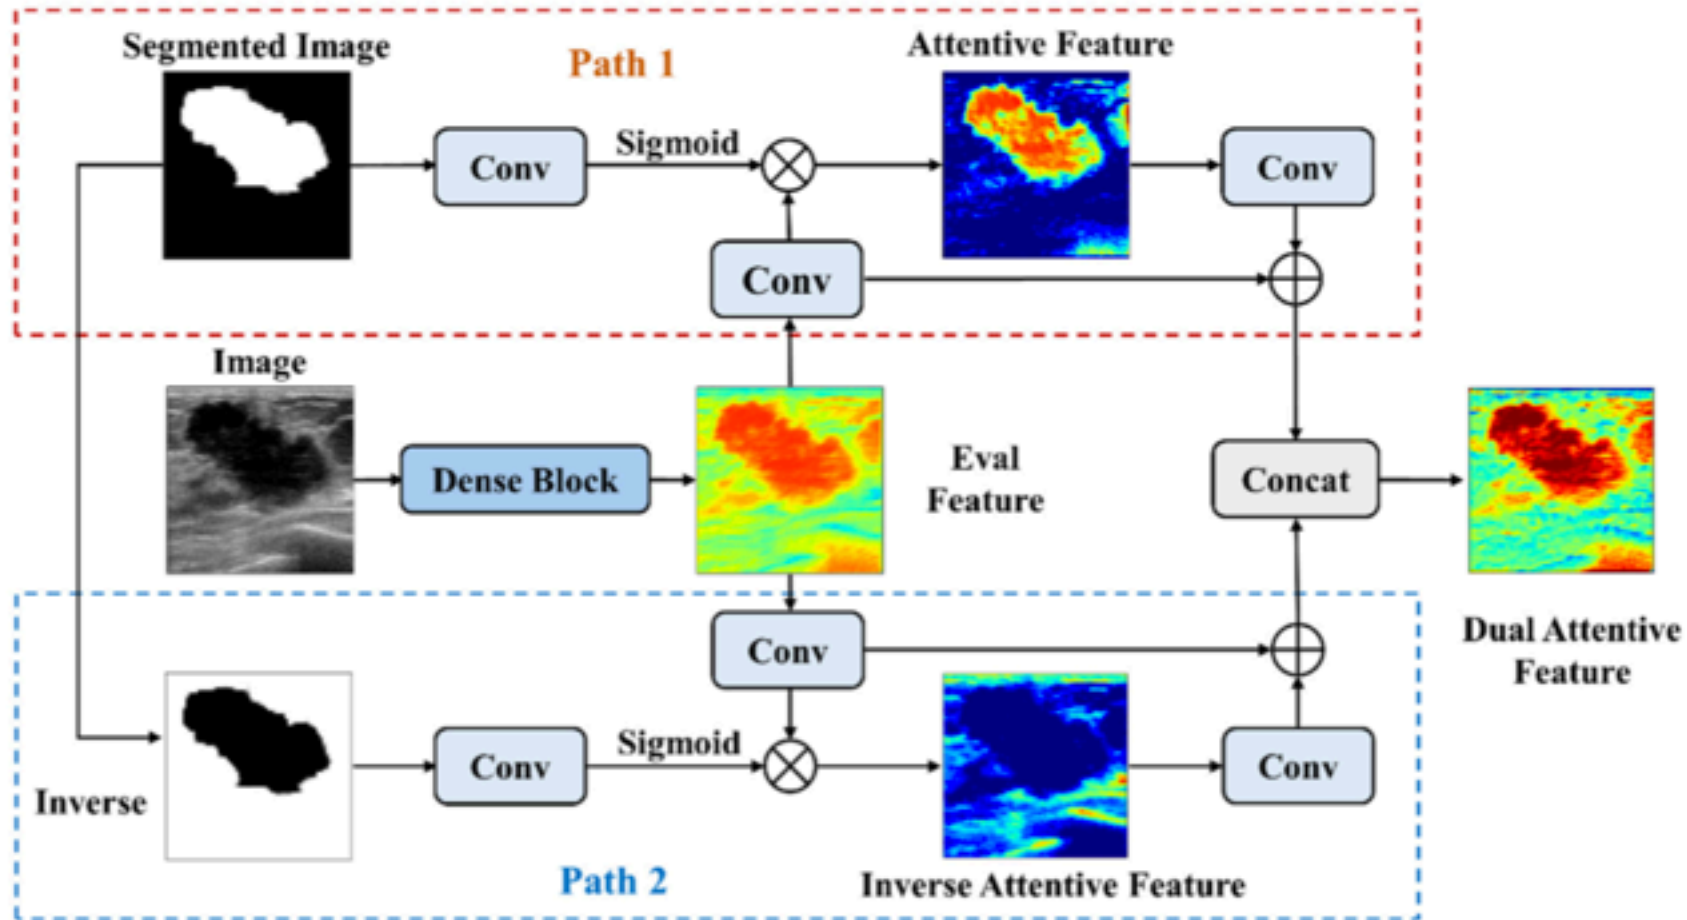 Segmented Image
Path 1
Attentive Feature
Conv
Sigmoid
Conv
Conv
Image
Dense Block
Eval
Feature
Concat
Dual Attentive
Feature
Conv
Inverse
Conv
Sigmoid
Conv
Path 2
Inverse Attentive Feature